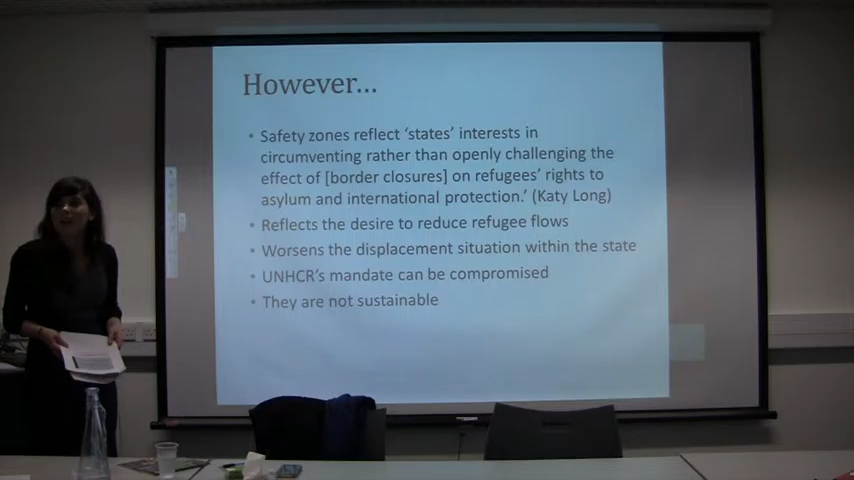 However...
• Safety zones reflect ‘states’ interests in
circumventing rather than openly challenging the
effect of [border closures] on refugees’ rights to
asylum and international protection.’ (Katy Long)
• Reflects the desire to reduce refugee flows
• Worsens the displacement situation within the state
• UNHCR’s mandate can be compromised
• They are not sustainable